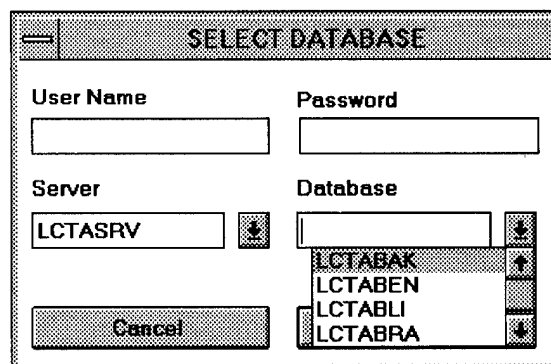 SELECT DATABASE
User Name
Password
Server
Database
LCTASRV
LCTABAK
LCTABEN
LCTABLI
LCTABRA
Cancel